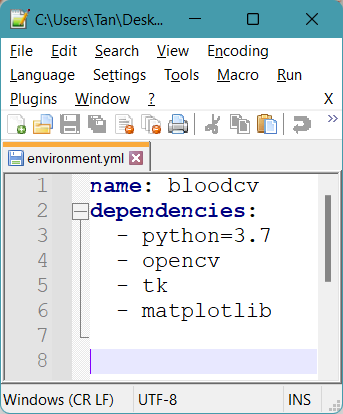 C:\Users\Tan\Desk...
File Edit Search View Encoding
Language Settings Tools Macro Run
Plugins Window ? X
»
environment.yml
1 name: bloodcv
2 dependencies:
3 - python=3.7
4 - opencv
5 - tk
6 - matplotlib
7
8
Windows (CR LF) UTF-8 INS